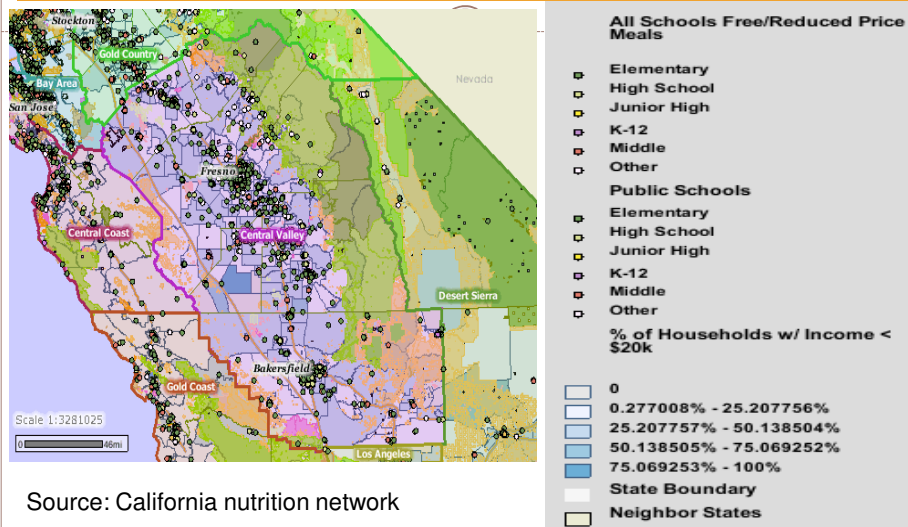 Stockton
Gold Country
Bay Area
San Jose
Nevada
Fresno
Central Coast
Central Valley
Desert Sierra
Bakersfield
Gold Coast
Scale 1:3281025
0 46mi
Los Angeles
Source: California nutrition network
All Schools Free/Reduced Price
Meals
Elementary
High School
Junior High
K-12
Middle
Other
Public Schools
Elementary
High School
Junior High
K-12
Middle
Other
% of Households w/ Income <
$20k
0
0.277008% - 25.207756%
25.207757% - 50.138504%
50.138505% - 75.069252%
75.069253% - 100%
State Boundary
Neighbor States